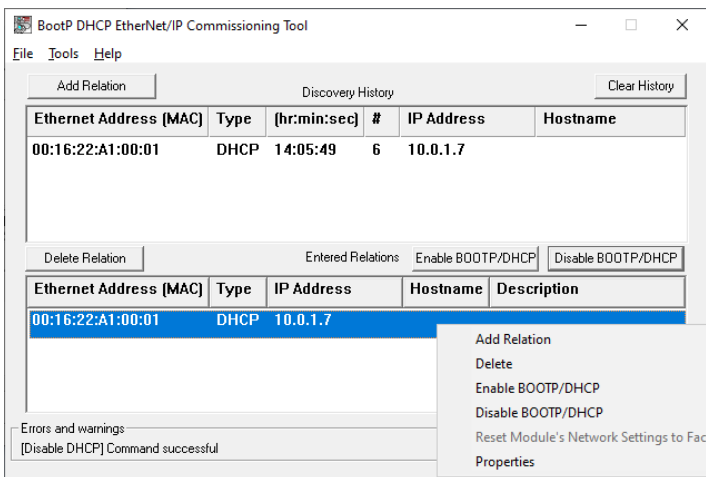 BootP DHCP EtherNet/IP Commissioning Tool
File Tools Help
Add Relation Discovery History Clear History
Ethernet Address (MAC) Type (hr:min:sec) # IP Address Hostname
00:16:22:A1:00:01 DHCP 14:05:49 6 10.0.1.7
Delete Relation Entered Relations Enable BOOTP/DHCP Disable BOOTP/DHCP
Ethernet Address (MAC) Type IP Address Hostname Description
00:16:22:A1:00:01 DHCP 10.0.1.7
Add Relation
Delete
Enable BOOTP/DHCP
Disable BOOTP/DHCP
Reset Module's Network Settings to Fac
Properties
Errors and warnings
[Disable DHCP] Command successful